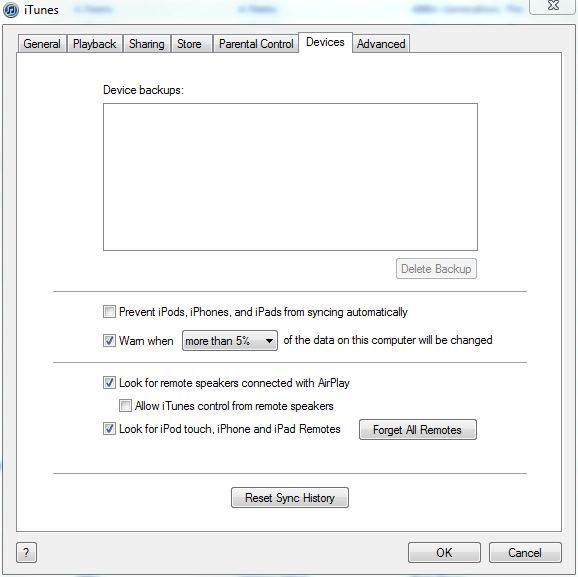 iTunes
General Playback Sharing Store Parental Control Devices Advanced
Device backups:
Delete Backup
Prevent iPods, iPhones, and iPads from syncing automatically
Warn when more than 5% of the data on this computer will be changed
Look for remote speakers connected with AirPlay
Allow iTunes control from remote speakers
Look for iPod touch, iPhone and iPad Remotes Forget All Remotes
Reset Sync History
? OK Cancel